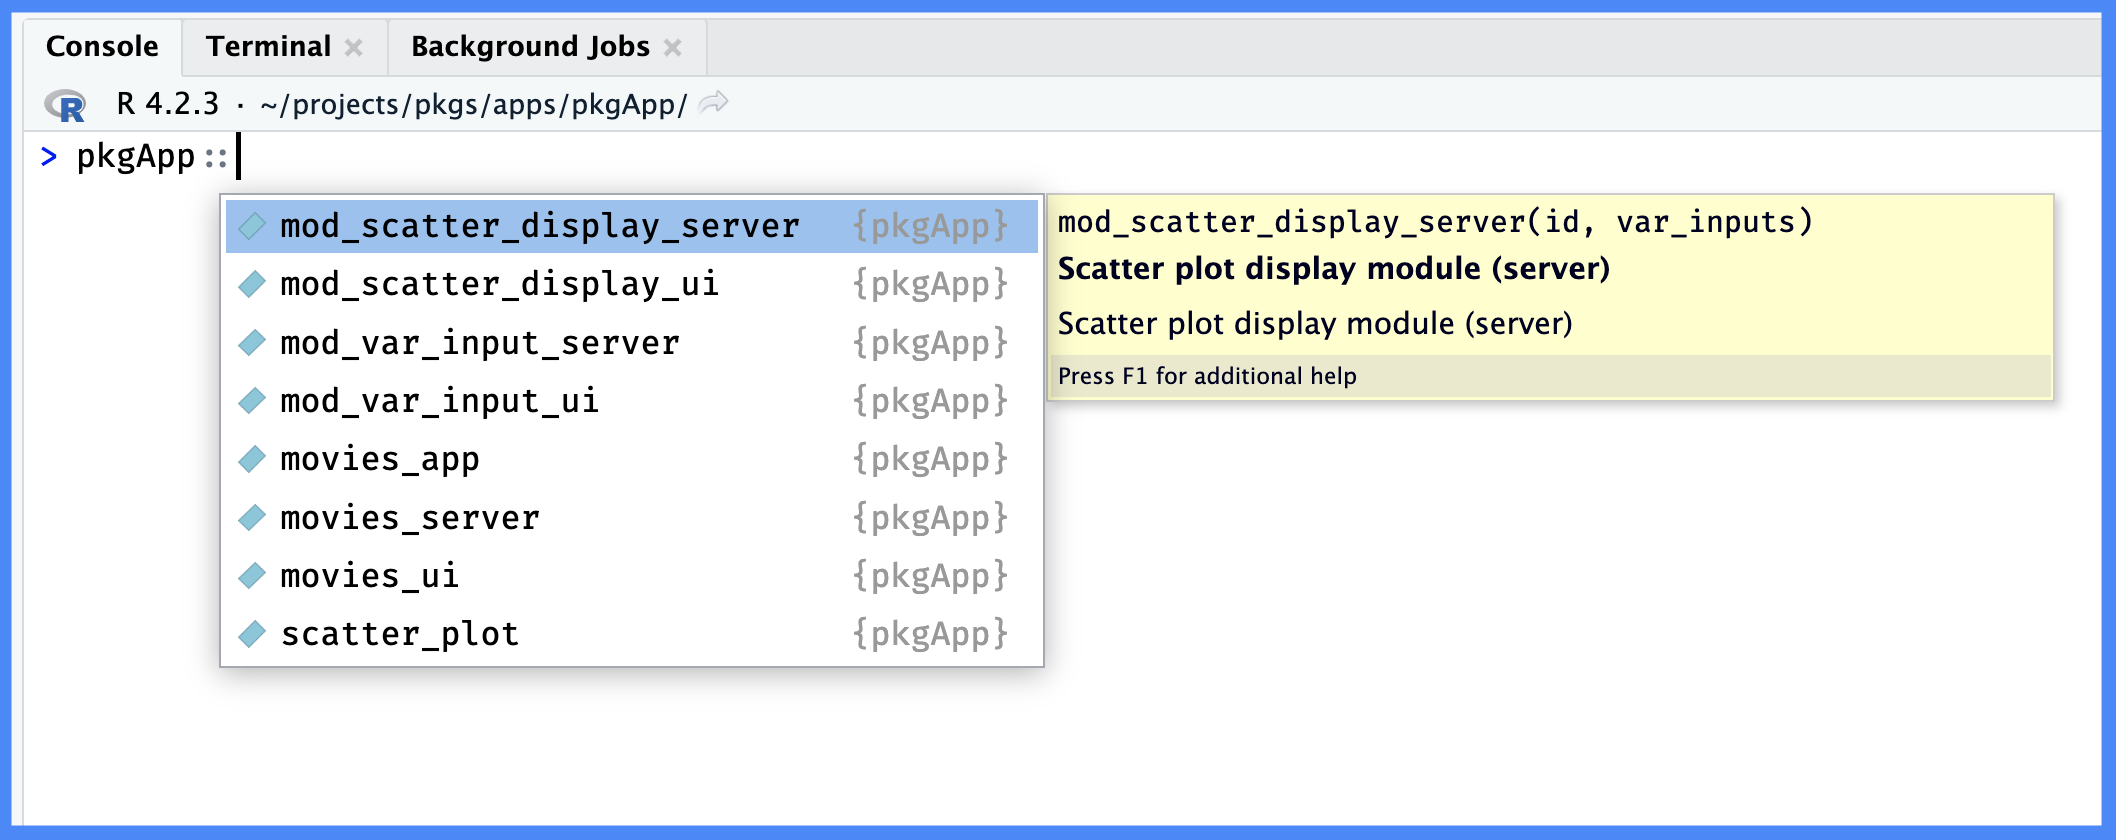 Console Terminal Background Jobs
R 4.2.3 · ~/projects/pkgs/apps/pkgApp/
> pkgApp::
mod_scatter_display_server {pkgApp}
mod_scatter_display_ui {pkgApp}
mod_var_input_server {pkgApp}
mod_var_input_ui {pkgApp}
movies_app {pkgApp}
movies_server {pkgApp}
movies_ui {pkgApp}
scatter_plot {pkgApp}
mod_scatter_display_server(id, var_inputs)
Scatter plot display module (server)
Scatter plot display module (server)
Press F1 for additional help